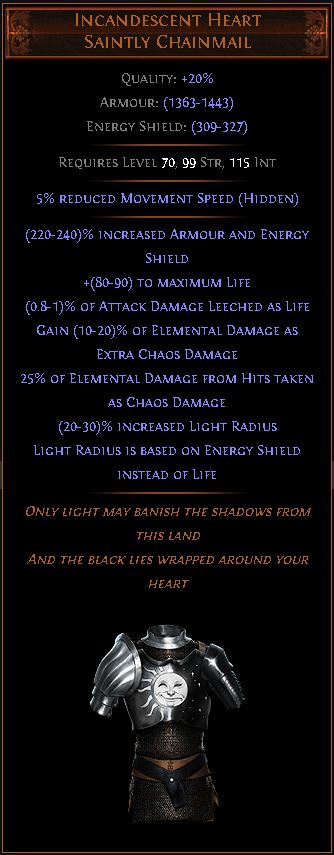 Incandescent Heart
Saintly Chainmail
Quality: +20%
Armour: (1363-1443)
Energy Shield: (309-327)
Requires Level 70, 99 Str, 115 Int
5% reduced Movement Speed (Hidden)
(220-240)% increased Armour and Energy
Shield
+(80-90) to maximum Life
(0.8-1)% of Attack Damage Leeched as Life
Gain (10-20)% of Elemental Damage as
Extra Chaos Damage
25% of Elemental Damage from Hits taken
as Chaos Damage
(20-30)% increased Light Radius
Light Radius is based on Energy Shield
instead of Life
Only light may banish the shadows from
this land
And the black lies wrapped around your
heart